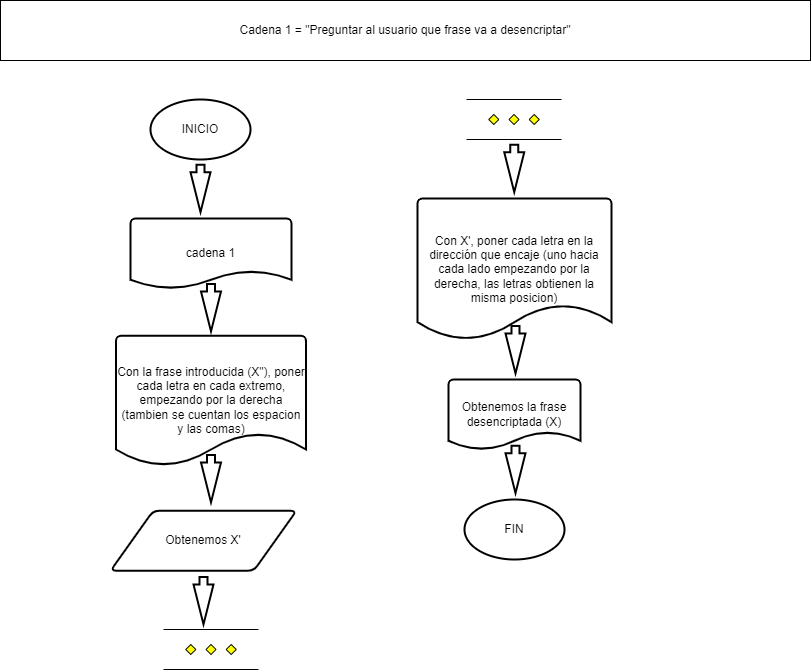 Cadena 1 = "Preguntar al usuario que frase va a desencriptar"
INICIO
cadena 1
Con la frase introducida (X"), poner
cada letra en cada extremo,
empezando por la derecha
(tambien se cuentan los espacion
y las comas)
Obtenemos X'
Con X', poner cada letra en la
dirección que encaje (uno hacia
cada lado empezando por la
derecha, las letras obtienen la
misma posicion)
Obtenemos la frase
desencriptada (X)
FIN